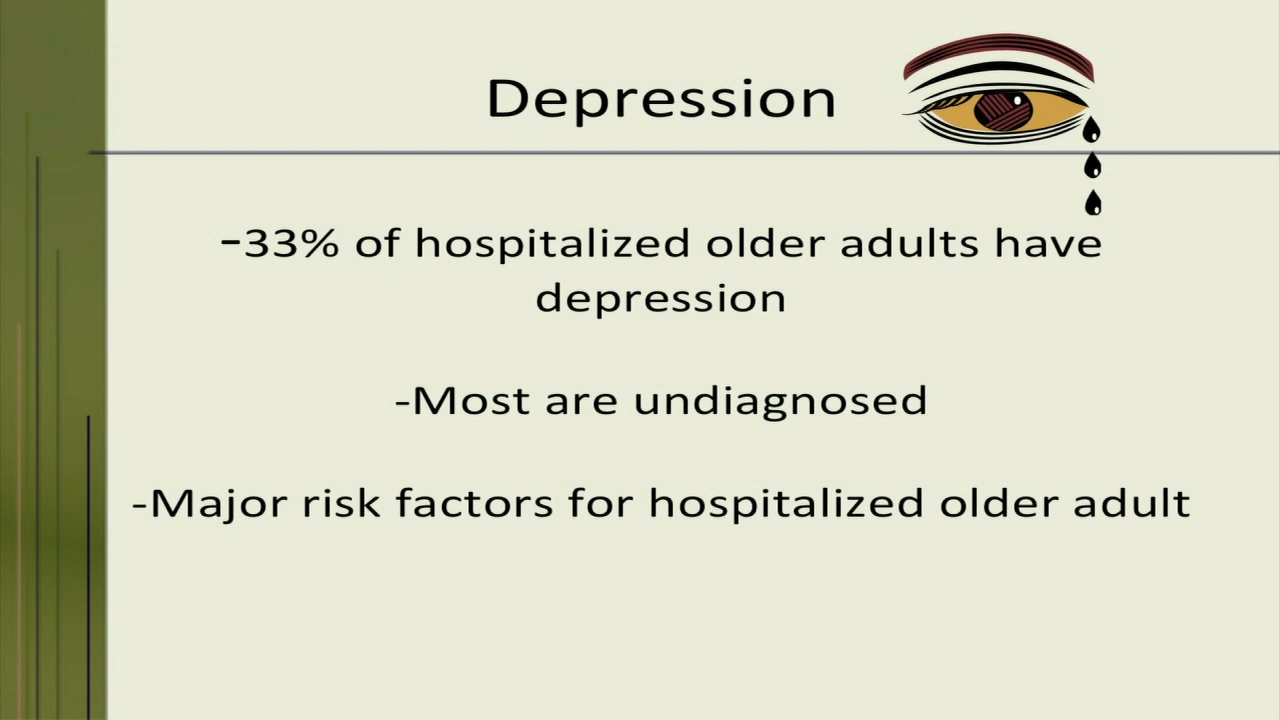 Depression
-33% of hospitalized older adults have
depression
-Most are undiagnosed
-Major risk factors for hospitalized older adult